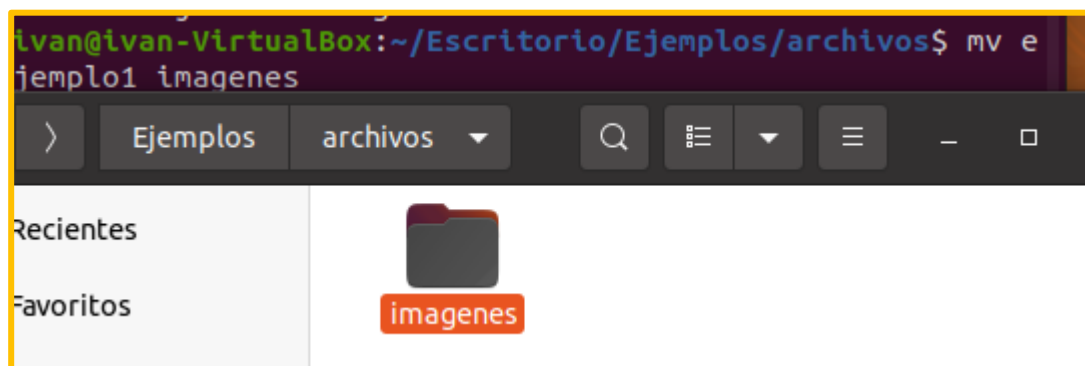 ivan@ivan-VirtualBox:~/Escritorio/Ejemplos/archivos$ mv e
jemplo1 imagenes
Ejemplos archivos
Recientes
Favoritos
imagenes